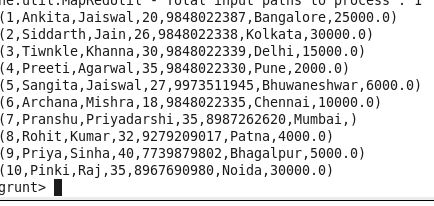 ne.util.MapRedUtil - Total input paths to process : 1
(1,Ankita,Jaiswal,20,9848022387,Bangalore,25000.0)
(2,Siddarth,Jain,26,9848022338,Kolkata,30000.0)
(3,Tiwnkle,Khanna,30,9848022339,Delhi,15000.0)
(4,Preeti,Agarwal,35,9848022330,Pune,2000.0)
(5,Sangita,Jaiswal,27,9973511945,Bhuwaneshwar,6000.0)
(6,Archana,Mishra,18,9848022335,Chennai,10000.0)
(7,Pranshu,Priyadarshi,35,8987262620,Mumbai,)
(8,Rohit,Kumar,32,9279209017,Patna,4000.0)
(9,Priya,Sinha,40,7739879802,Bhagalpur,5000.0)
(10,Pinki,Raj,35,8967690980,Noida,30000.0)
grunt>